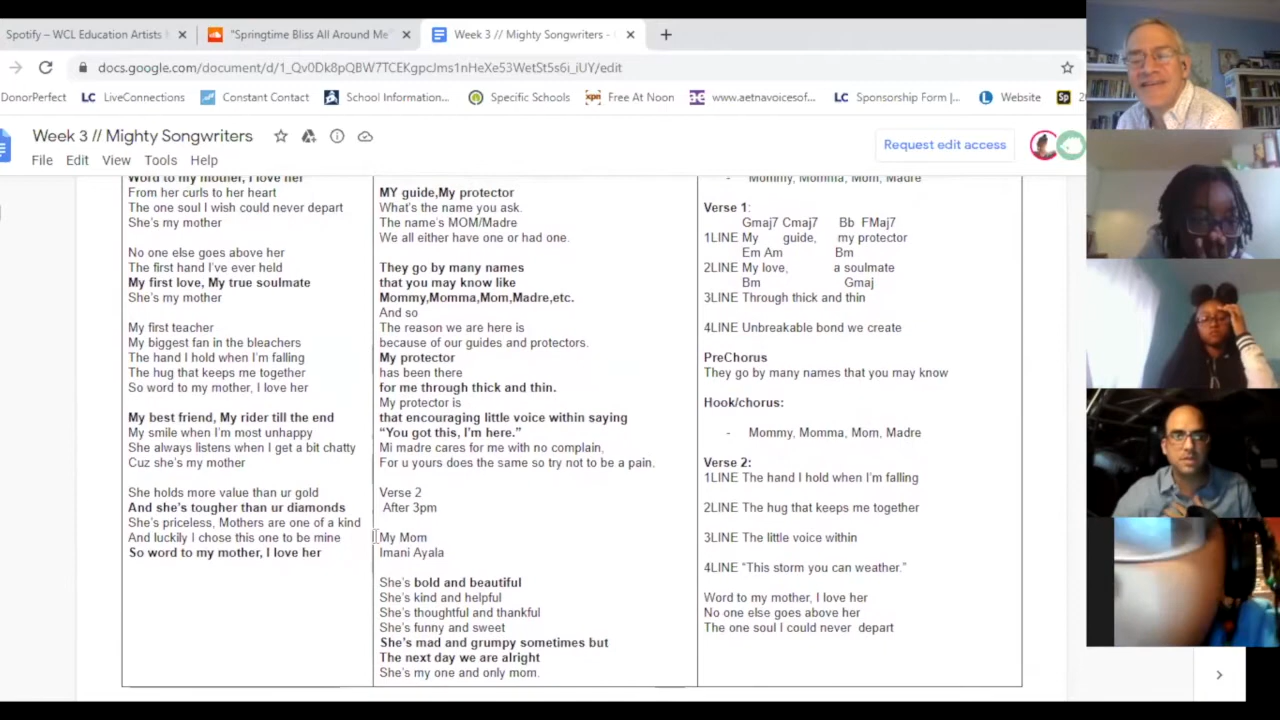 Spotify – WCL Education Artists
"Springtime Bliss All Around Me
Week 3 // Mighty Songwriters -
docs.google.com/document/d/1_Qv0Dk8pQBW7TCEKgpcJms1nHeXe53WetSt5s6i_iUY/edit
DonorPerfect
LC LiveConnections
Constant Contact
School Information...
Specific Schools
xpn Free At Noon
www.aetnavoicesof...
LC Sponsorship Form |...
L Website
Sp
Week 3 // Mighty Songwriters
Request edit access
File Edit View Tools Help
Word to my mother, I love her
From her curls to her heart
The one soul I wish could never depart
She's my mother
No one else goes above her
The first hand I've ever held
My first love, My true soulmate
She's my mother
My first teacher
My biggest fan in the bleachers
The hand I hold when I'm falling
The hug that keeps me together
So word to my mother, I love her
My best friend, My rider till the end
My smile when I'm most unhappy
She always listens when I get a bit chatty
Cuz she's my mother
She holds more value than ur gold
And she's tougher than ur diamonds
She's priceless, Mothers are one of a kind
And luckily I chose this one to be mine
So word to my mother, I love her
MY guide,My protector
What's the name you ask.
The name's MOM/Madre
We all either have one or had one.
They go by many names
that you may know like
Mommy,Momma,Mom,Madre,etc.
And so
The reason we are here is
because of our guides and protectors.
My protector
has been there
for me through thick and thin.
My protector is
that encouraging little voice within saying
"You got this, I'm here."
Mi madre cares for me with no complain,
For u yours does the same so try not to be a pain.
Verse 2
After 3pm
My Mom
Imani Ayala
She's bold and beautiful
She's kind and helpful
She's thoughtful and thankful
She's funny and sweet
She's mad and grumpy sometimes but
The next day we are alright
She's my one and only mom.
- Mommy, Momma, Mom, Madre
Verse 1:
Gmaj7 Cmaj7 Bb FMaj7
1LINE My guide, my protector
Em Am Bm
2LINE My love, a soulmate
Bm Gmaj
3LINE Through thick and thin
4LINE Unbreakable bond we create
PreChorus
They go by many names that you may know
Hook/chorus:
- Mommy, Momma, Mom, Madre
Verse 2:
1LINE The hand I hold when I'm falling
2LINE The hug that keeps me together
3LINE The little voice within
4LINE "This storm you can weather."
Word to my mother, I love her
No one else goes above her
The one soul I could never depart